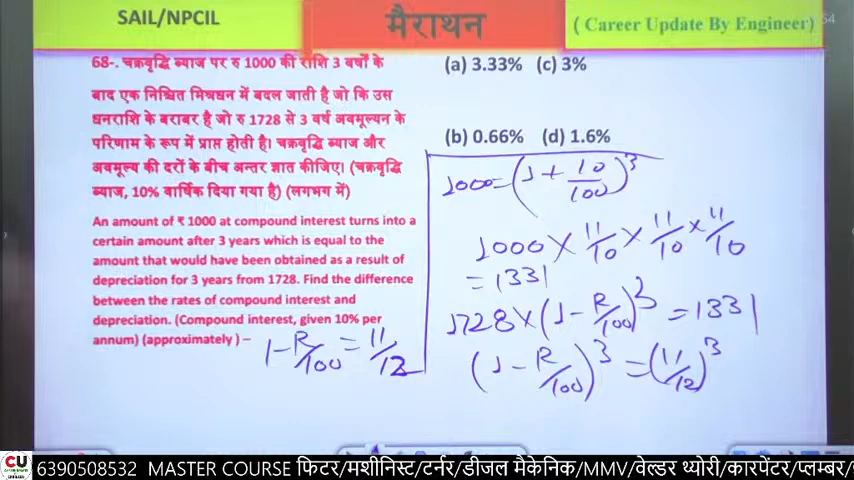 SAIL/NPCIL
मैराथन
( Career Update By Engineer)
68-. चक्रवृद्धि ब्याज पर रु 1000 की राशि 3 वर्षों के
बाद एक निश्चित मिश्रधन में बदल जाती है जो कि उस
धनराशि के बराबर है जो रु 1728 से 3 वर्ष अवमूल्यन के
परिणाम के रूप में प्राप्त होती है। चक्रवृद्धि ब्याज और
अवमूल्य की दरों के बीच अन्तर ज्ञात कीजिए। (चक्रवृद्धि
ब्याज, 10% वार्षिक दिया गया है) (लगभग में)
An amount of ₹ 1000 at compound interest turns into a
certain amount after 3 years which is equal to the
amount that would have been obtained as a result of
depreciation for 3 years from 1728. Find the difference
between the rates of compound interest and
depreciation. (Compound interest, given 10% per
annum) (approximately ) –
1-R/100=11/12
(a) 3.33% (c) 3%
(b) 0.66% (d) 1.6%
1000=(1+10/100)3
1000×11/10×11/10×11/10
=1331
1728×(1-R/100)3=1331
(1-R/100)3=(11/12)3
CU
6390508532 MASTER COURSE फिटर/मशीनिस्ट/टर्नर/डीजल मैकेनिक/MMV/वेल्डर थ्योरी/कारपेंटर/प्लम्बर/